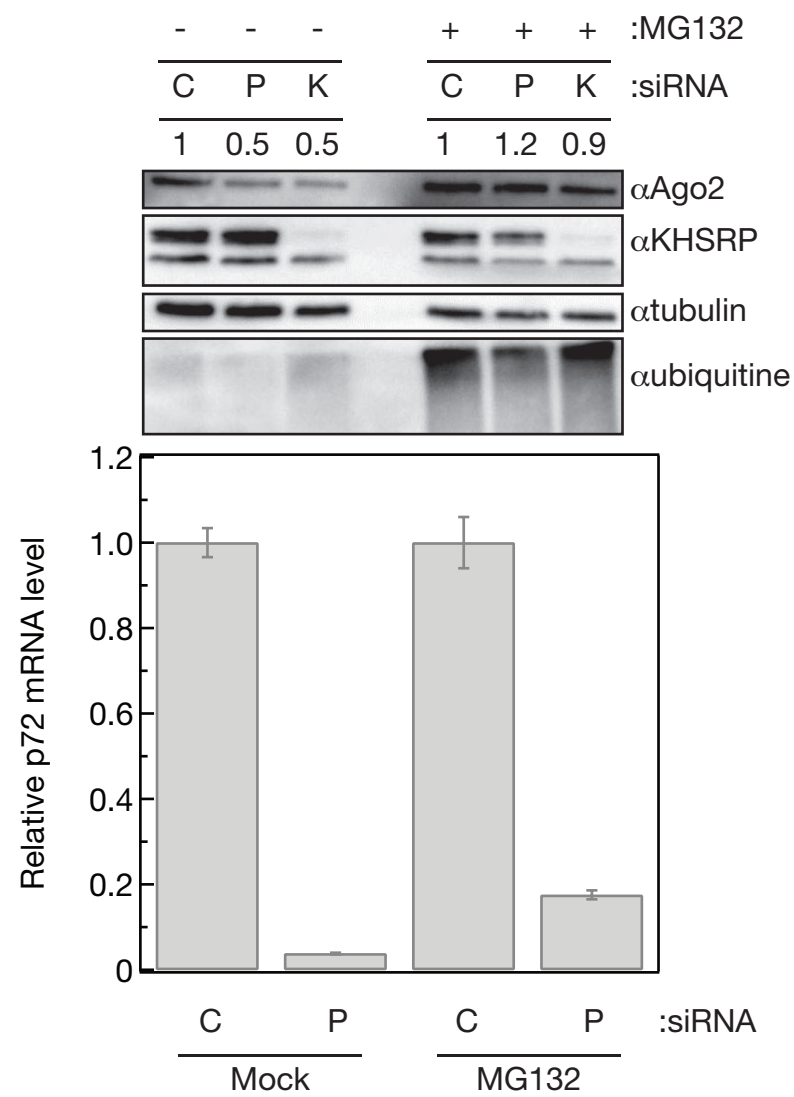 - - - + + + :MG132
C P K C P K :siRNA
1 0.5 0.5 1 1.2 0.9
αAgo2
αKHSRP
αtubulin
αubiquitine
1.2
1.0
0.8
0.6
0.4
0.2
0
Relative p72 mRNA level
C P C P :siRNA
Mock MG132